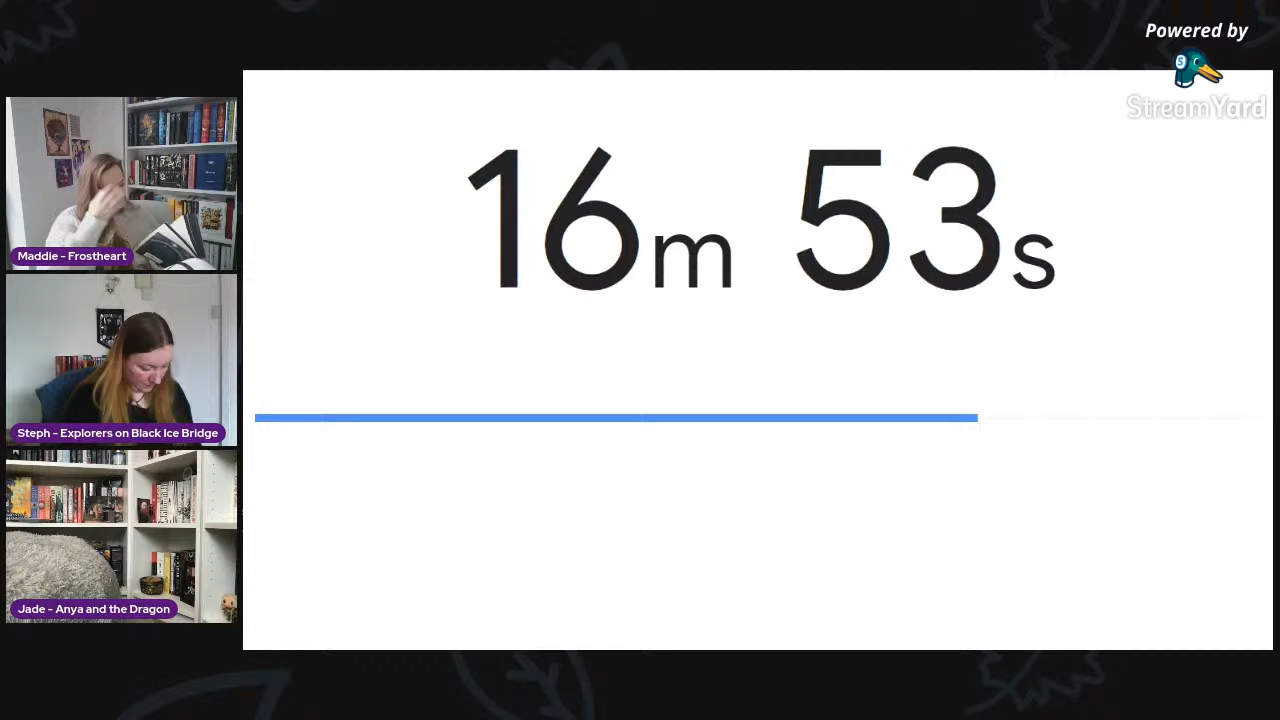 Powered by
StreamYard
16m 53s
Maddie - Frostheart
Steph - Explorers on Black Ice Bridge
Jade - Anya and the Dragon